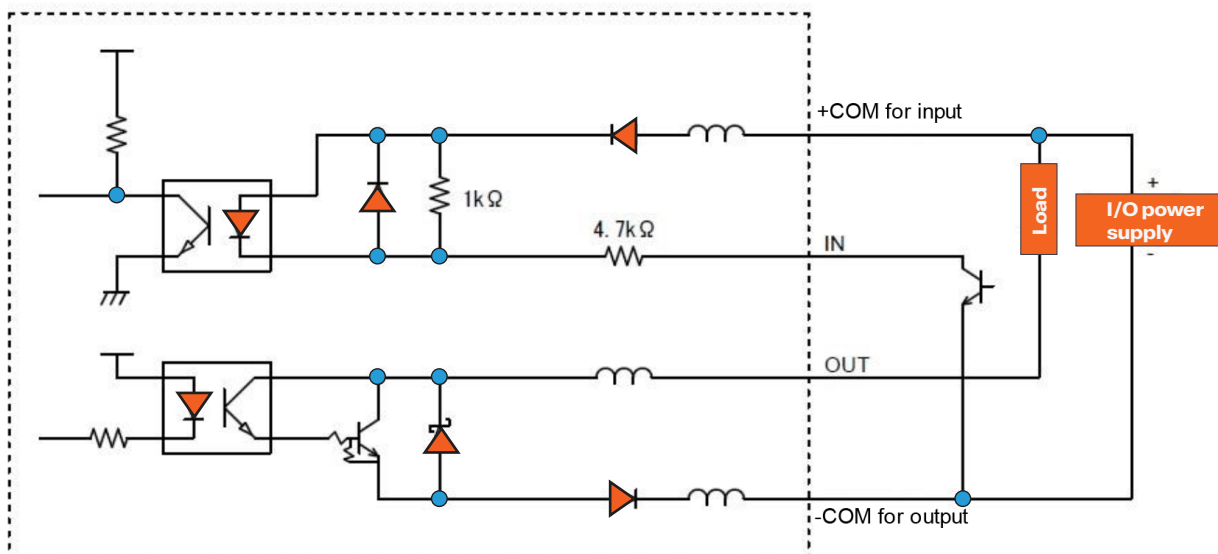 +COM for input
1kΩ
4. 7kΩ
IN
Load
+
I/O power
supply
-
OUT
-COM for output